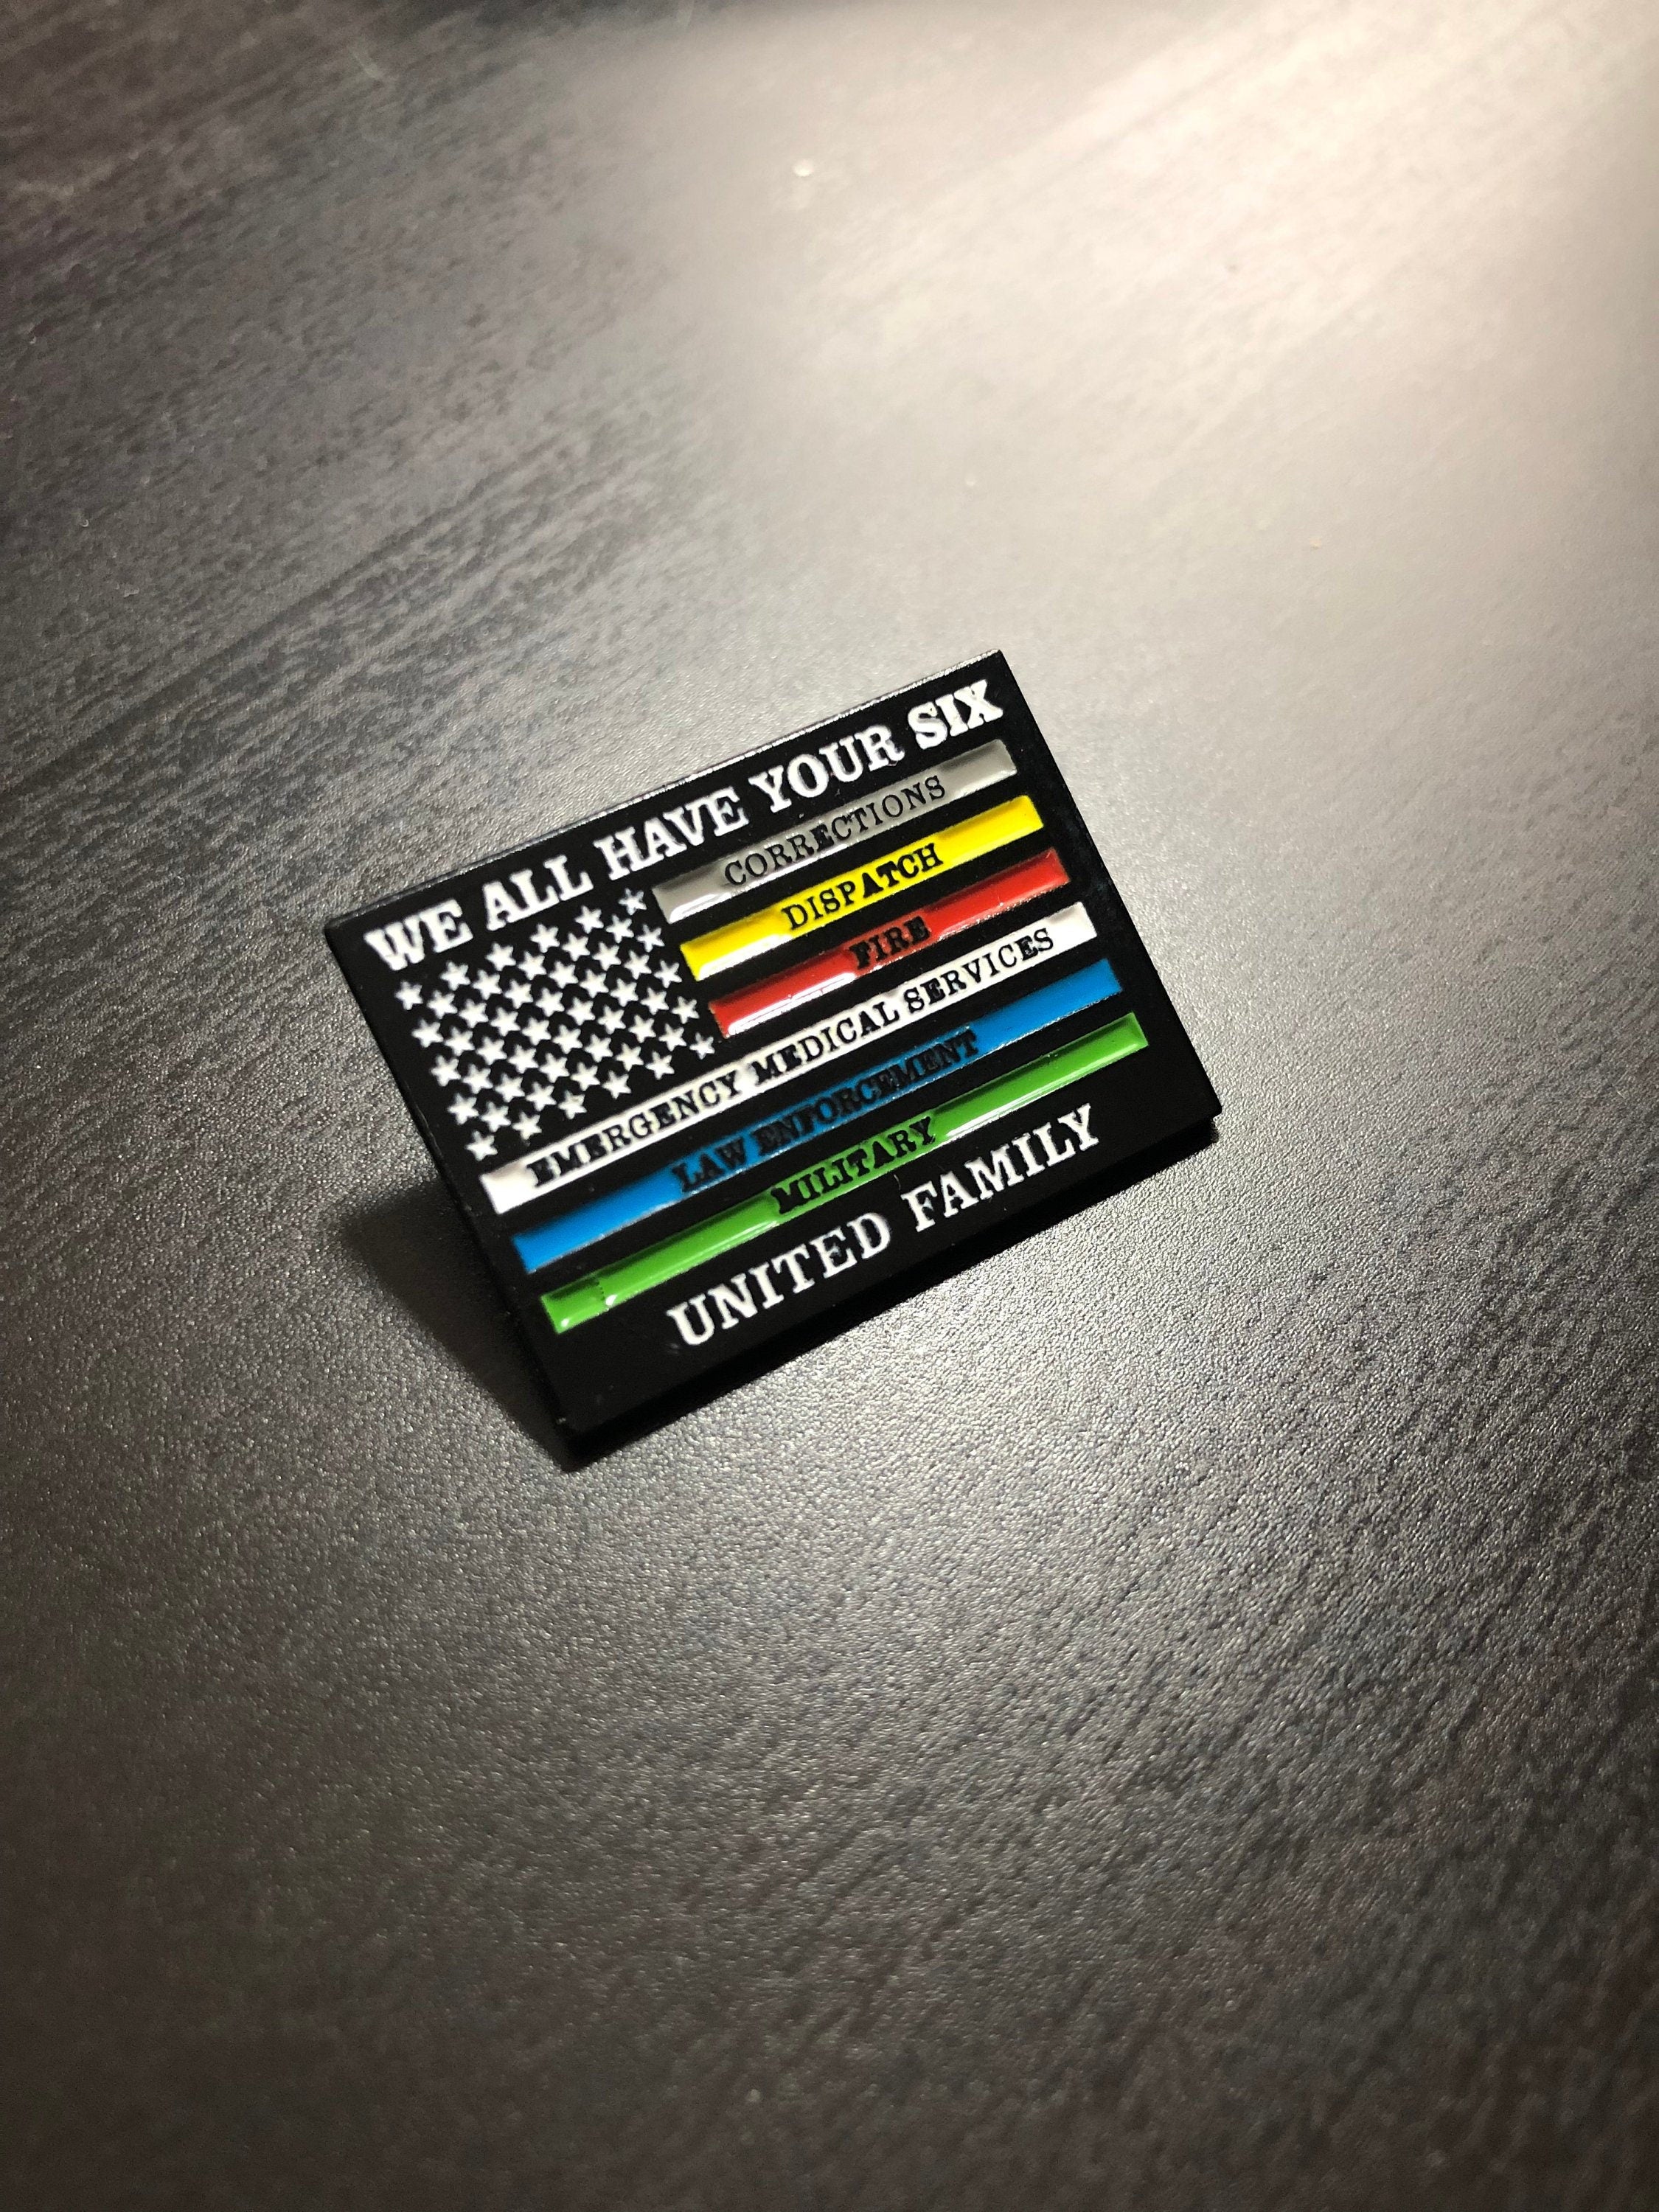 WE ALL HAVE YOUR SIX
CORRECTIONS
DISPATCH
FIRE
EMERGENCY MEDICAL SERVICES
LAW ENFORCEMENT
MILITARY
UNITED FAMILY